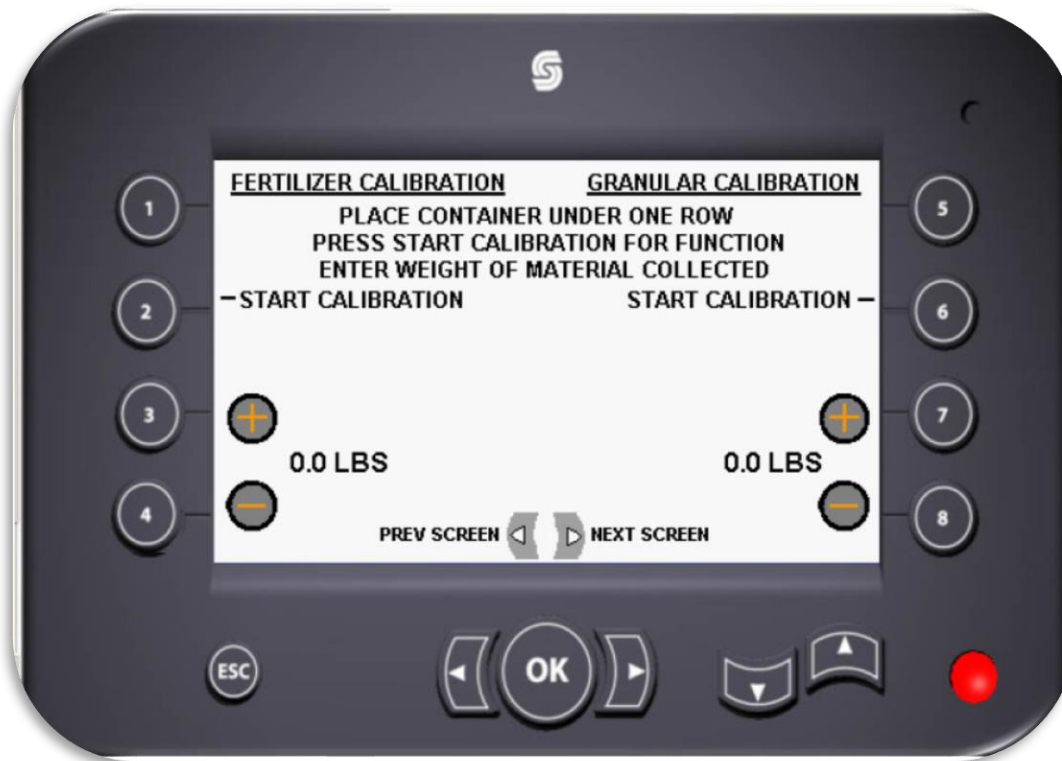 FERTILIZER CALIBRATION GRANULAR CALIBRATION
PLACE CONTAINER UNDER ONE ROW
PRESS START CALIBRATION FOR FUNCTION
ENTER WEIGHT OF MATERIAL COLLECTED
START CALIBRATION START CALIBRATION
0.0 LBS 0.0 LBS
PREV SCREEN NEXT SCREEN
1
2
3
4
5
6
7
8
ESC
OK